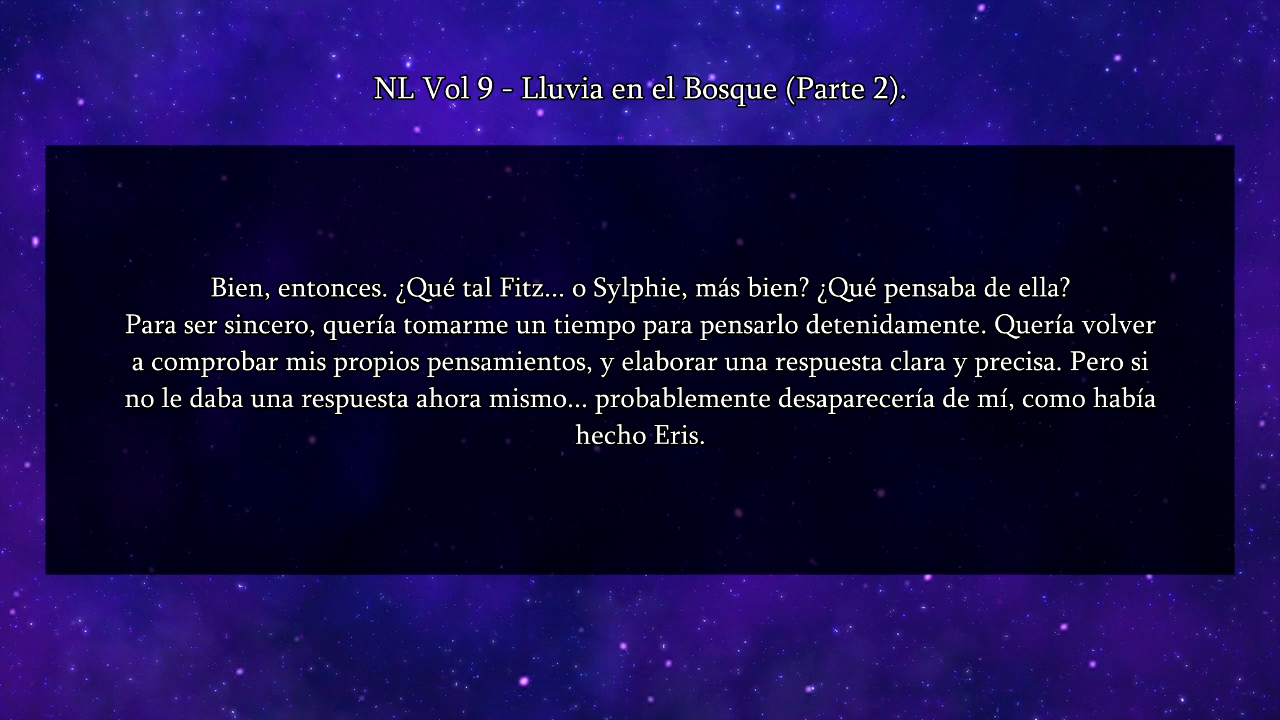 NL Vol 9 - Lluvia en el Bosque (Parte 2).
Bien, entonces. ¿Qué tal Fitz... o Sylphie, más bien? ¿Qué pensaba de ella?
Para ser sincero, quería tomarme un tiempo para pensarlo detenidamente. Quería volver
a comprobar mis propios pensamientos, y elaborar una respuesta clara y precisa. Pero si
no le daba una respuesta ahora mismo... probablemente desaparecería de mí, como había
hecho Eris.